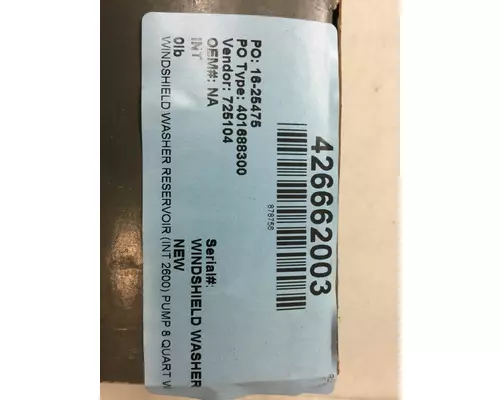 426662003
878756
PO: 16-25475
PO Type: 401688300
Vendor: 725104
OEM#: NA
INT
0lb
Serial#:
WINDSHIELD WASHER
NEW
WINDSHIELD WASHER RESERVOIR (INT 2600) PUMP 8 QUART W